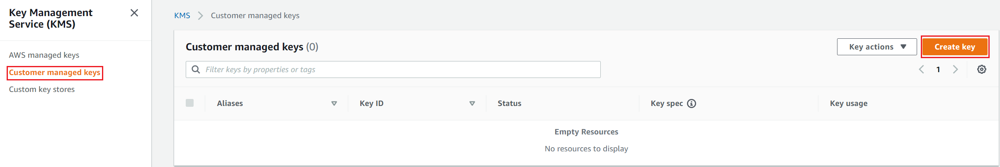 Key Management
Service (KMS)
AWS managed keys
Customer managed keys
Custom key stores
KMS > Customer managed keys
Customer managed keys (0)
Key actions
Create key
Filter keys by properties or tags
1
Aliases
Key ID
Status
Key spec
Key usage
Empty Resources
No resources to display